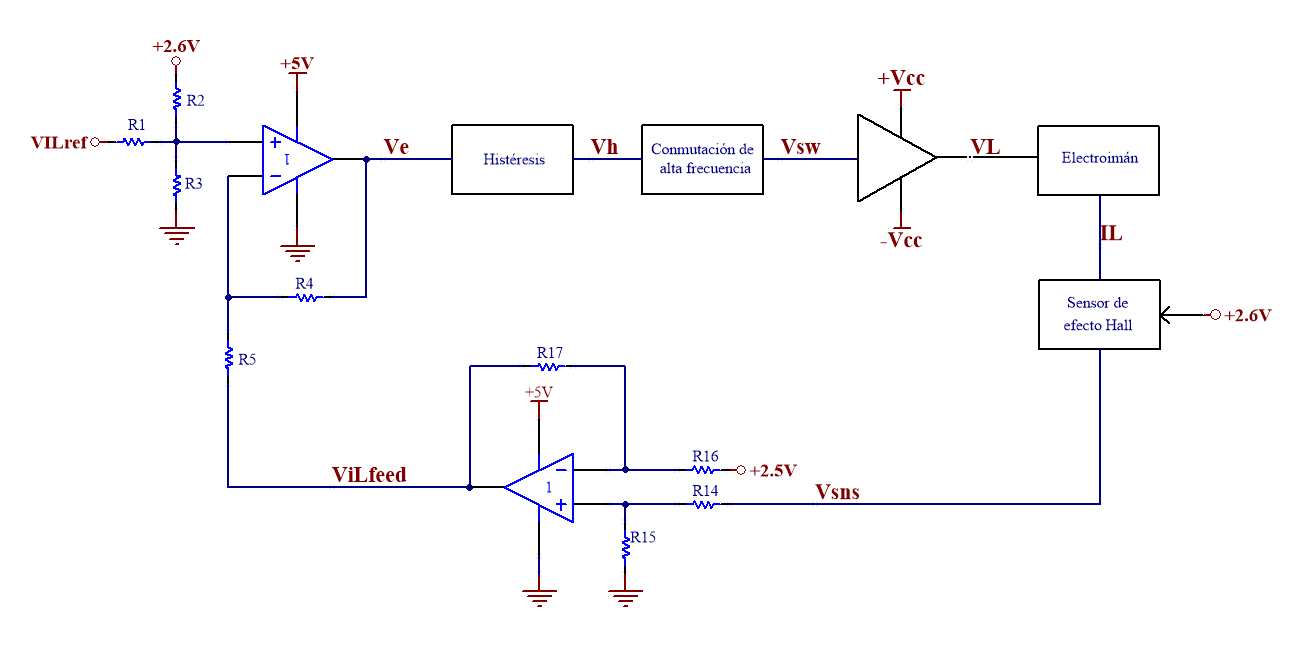 +2.6V
+5V
R2
R1
VILref
+
1
−
R3
Ve
Histéresis
Vh
Conmutación de
alta frecuencia
Vsw
+Vcc
-Vcc
VL
Electroimán
IL
Sensor de
efecto Hall
+2.6V
R4
R5
R17
+5V
−
1
+
R16
+2.5V
R14
Vsns
R15
ViLfeed